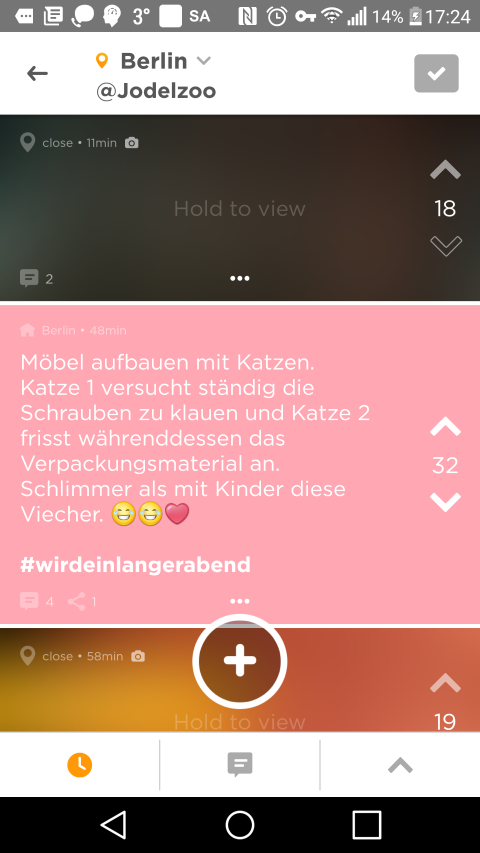 3° SA 14% 17:24
Berlin
@Jodelzoo
close • 11min
Hold to view
18
2
Berlin • 48min
Möbel aufbauen mit Katzen.
Katze 1 versucht ständig die
Schrauben zu klauen und Katze 2
frisst währenddessen das
Verpackungsmaterial an.
Schlimmer als mit Kinder diese
Viecher. 😂😂❤
32
#wirdeinlangerabend
4 1
close • 58min
Hold to view
19